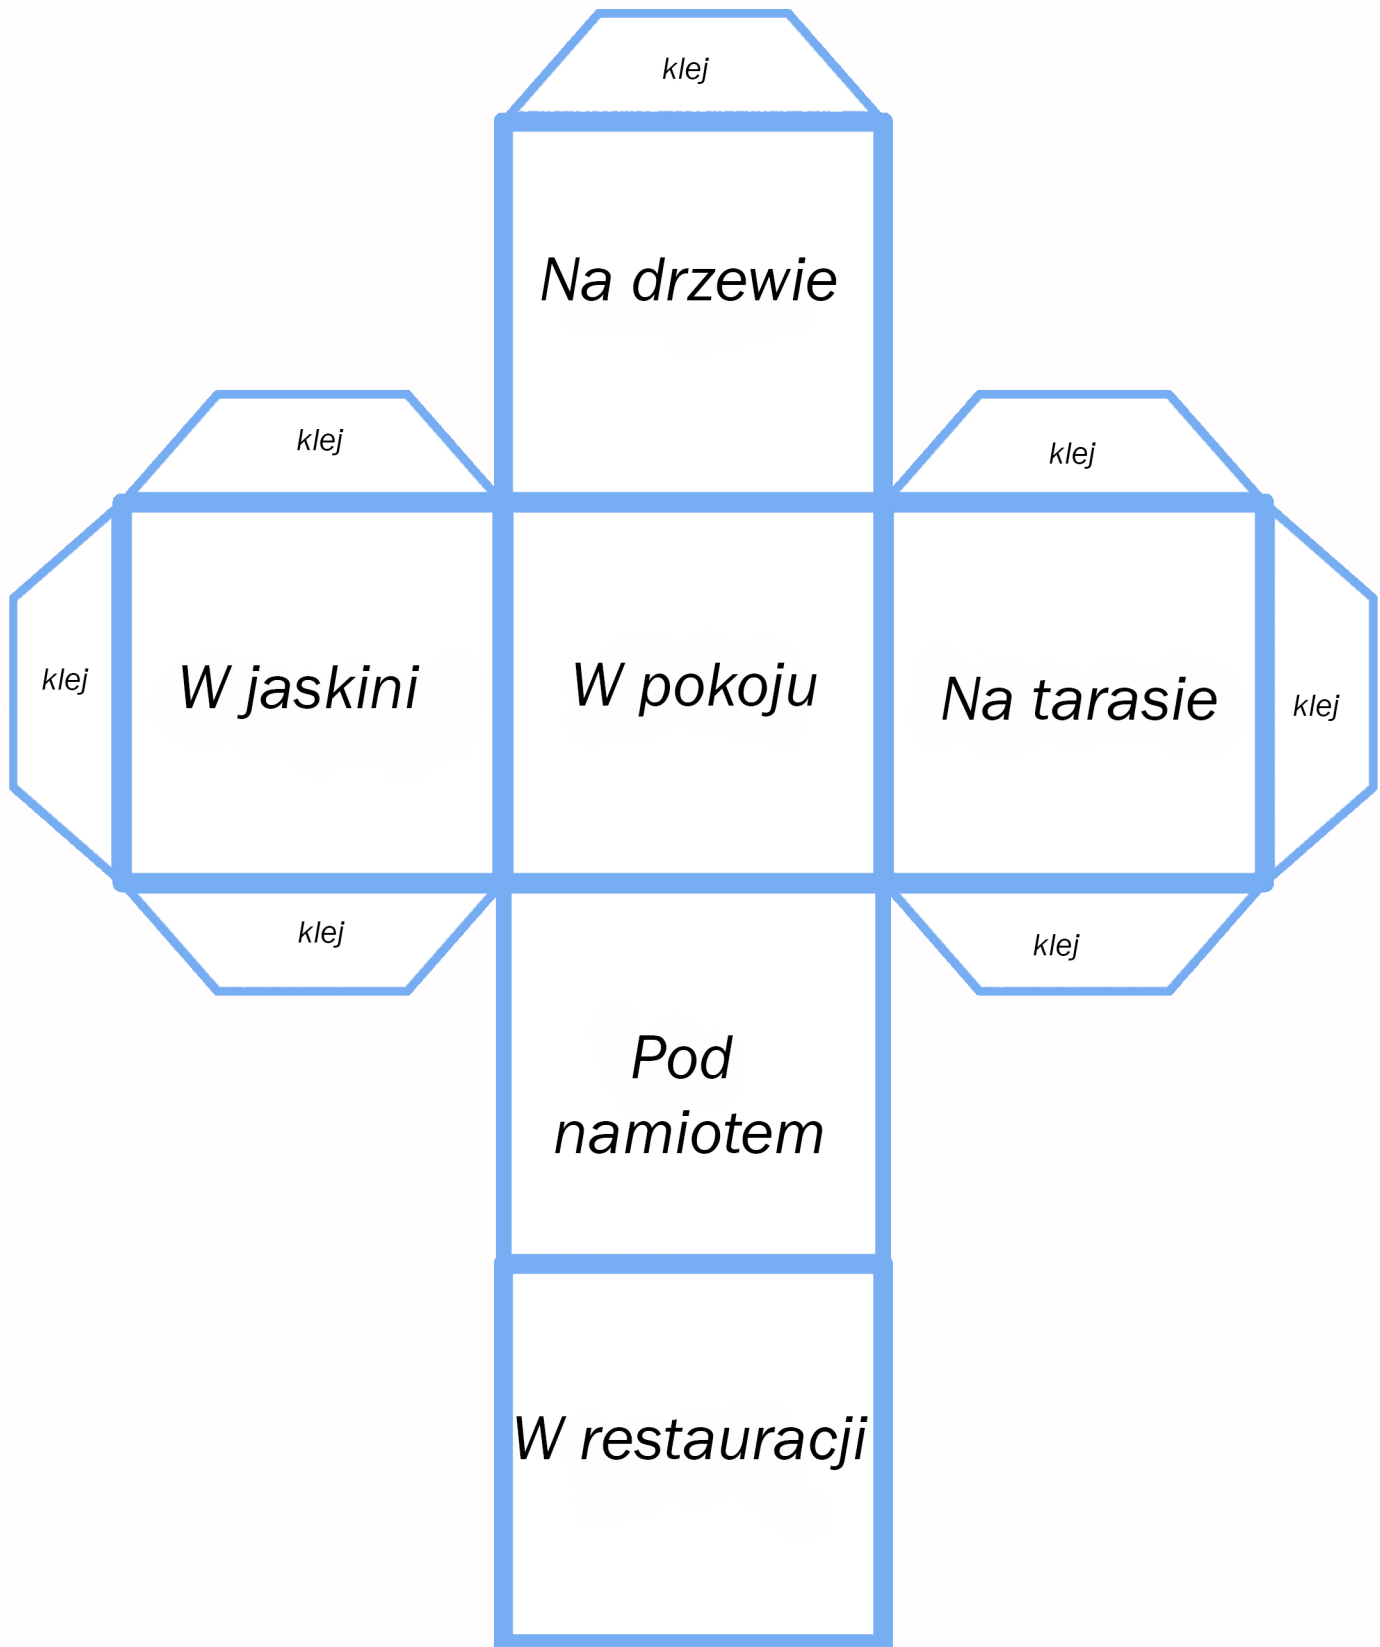 klej
Na drzewie
klej
klej
klej
W jaskini
W pokoju
Na tarasie
klej
klej
klej
Pod
namiotem
W restauracji